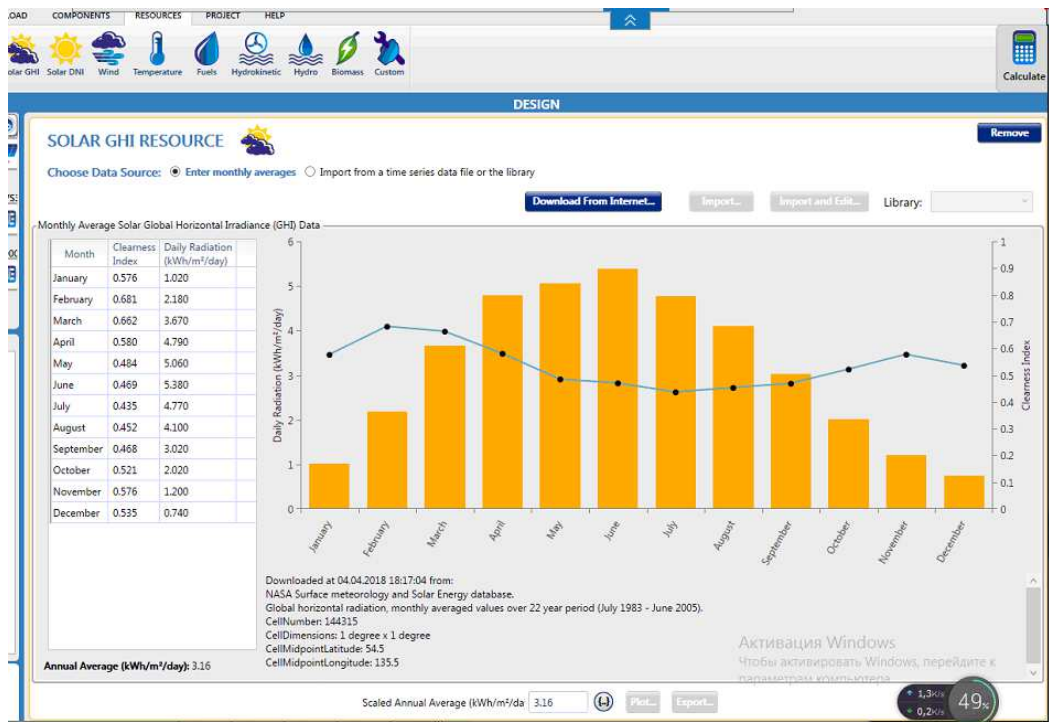 LOAD COMPONENTS RESOURCES PROJECT HELP
Solar GHI Solar DNI Wind Temperature Fuels Hydrokinetic Hydro Biomass Custom
Calculate
DESIGN
SOLAR GHI RESOURCE
Remove
Choose Data Source: Enter monthly averages Import from a time series data file or the library
Download From Internet... Import... Import and Edit... Library:
Monthly Average Solar Global Horizontal Irradiance (GHI) Data
Month Clearness Index Daily Radiation (kWh/m²/day)
January 0.576 1.020
February 0.681 2.180
March 0.662 3.670
April 0.580 4.790
May 0.484 5.060
June 0.469 5.380
July 0.435 4.770
August 0.452 4.100
September 0.468 3.020
October 0.521 2.020
November 0.576 1.200
December 0.535 0.740
Annual Average (kWh/m²/day): 3.16
Daily Radiation (kWh/m²/day)
6
5
4
3
2
1
0
1
0.9
0.8
0.7
0.6
0.5
0.4
0.3
0.2
0.1
0
Clearness Index
January February March April May June July August September October November December
Downloaded at 04.04.2018 18:17:04 from:
NASA Surface meteorology and Solar Energy database.
Global horizontal radiation, monthly averaged values over 22 year period (July 1983 - June 2005).
CellNumber: 144315
CellDimensions: 1 degree x 1 degree
CellMidpointLatitude: 54.5
CellMidpointLongitude: 135.5
Активация Windows
Чтобы активировать Windows, перейдите к
параметрам компьютера.
Scaled Annual Average (kWh/m²/da 3.16 {..} Plot... Export...
1,3K/s
0,2K/s
49%